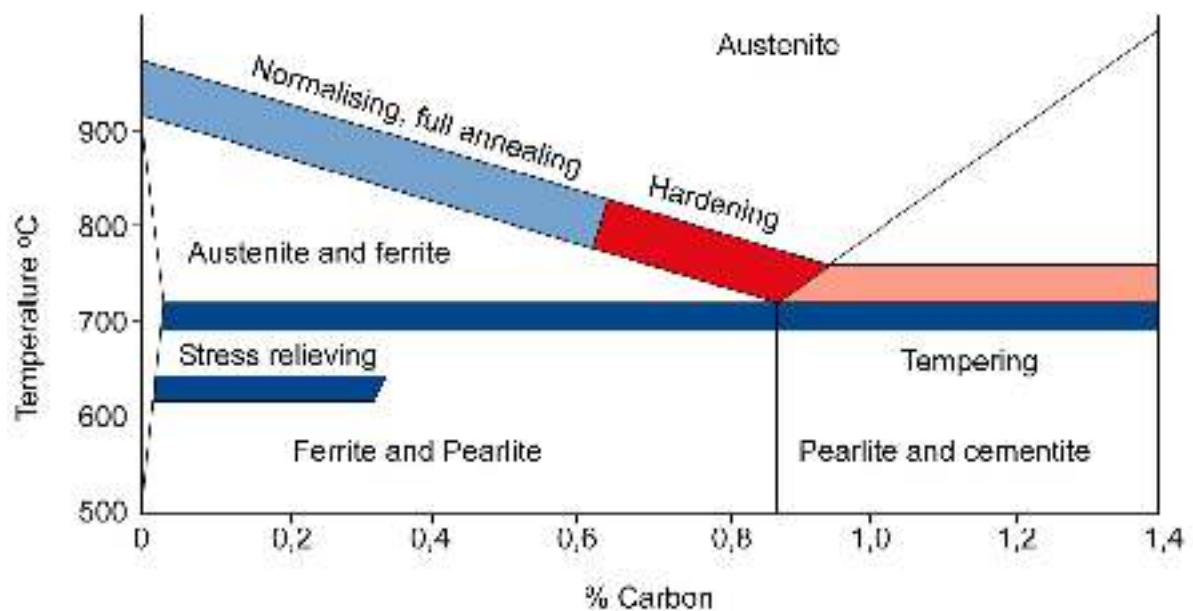 Austenite
Normalising, full annealing
Hardening
900
800
Austenite and ferrite
700
Stress relieving
Tempering
600
Ferrite and Pearlite
Pearlite and cementite
500
Temperature ºC
0
0,2
0,4
0,6
0,8
1,0
1,2
1,4
% Carbon